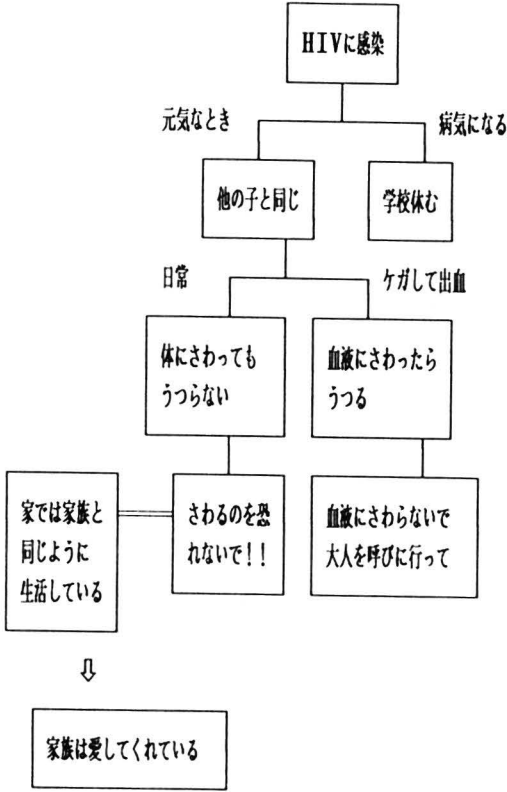 HIVに感染
元気なとき
病気になる
他の子と同じ
学校休む
日常
ケガして出血
体にさわっても
うつらない
血液にさわったら
うつる
家では家族と
同じように
生活している
さわるのを恐
れないで!!
血液にさわらないで
大人を呼びに行って
⇩
家族は愛してくれている